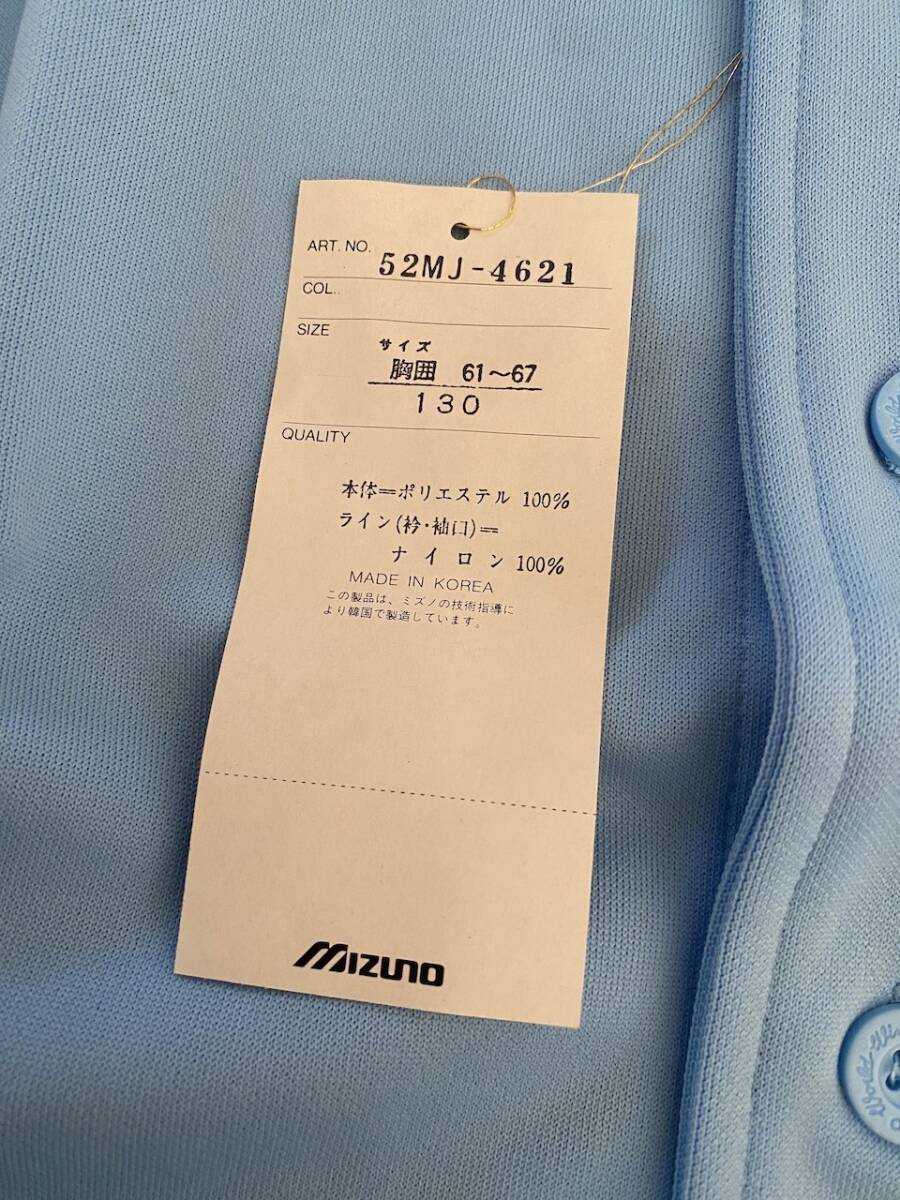 ART. NO. 52MJ-4621
COL..
SIZE
サイズ
胸囲 61〜67
130
QUALITY
本体=ポリエステル 100%
ライン(衿・袖口)=
ナイロン 100%
MADE IN KOREA
この製品は、ミズノの技術指導に
より韓国で製造しています。
MIZUNO
World Win